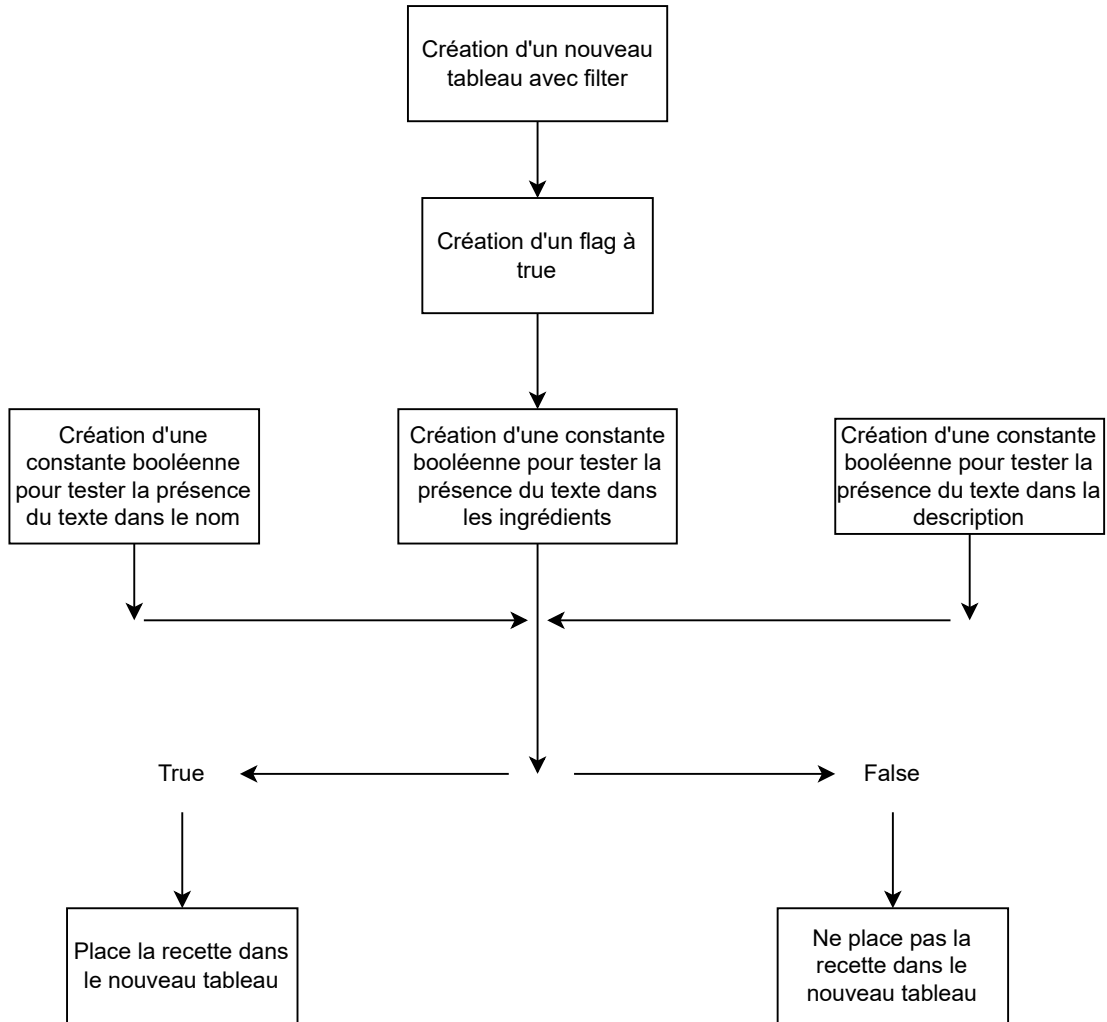 Création d'un nouveau
tableau avec filter
Création d'un flag à
true
Création d'une
constante booléenne
pour tester la présence
du texte dans le nom
Création d'une constante
booléenne pour tester la
présence du texte dans
les ingrédients
Création d'une constante
booléenne pour tester la
présence du texte dans la
description
True
False
Place la recette dans
le nouveau tableau
Ne place pas la
recette dans le
nouveau tableau